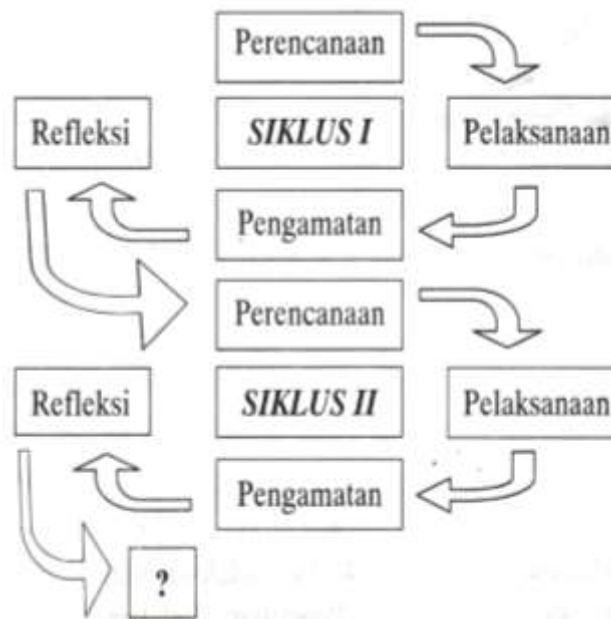 Perencanaan
Refleksi
SIKLUS I
Pelaksanaan
Pengamatan
Perencanaan
Refleksi
SIKLUS II
Pelaksanaan
Pengamatan
?